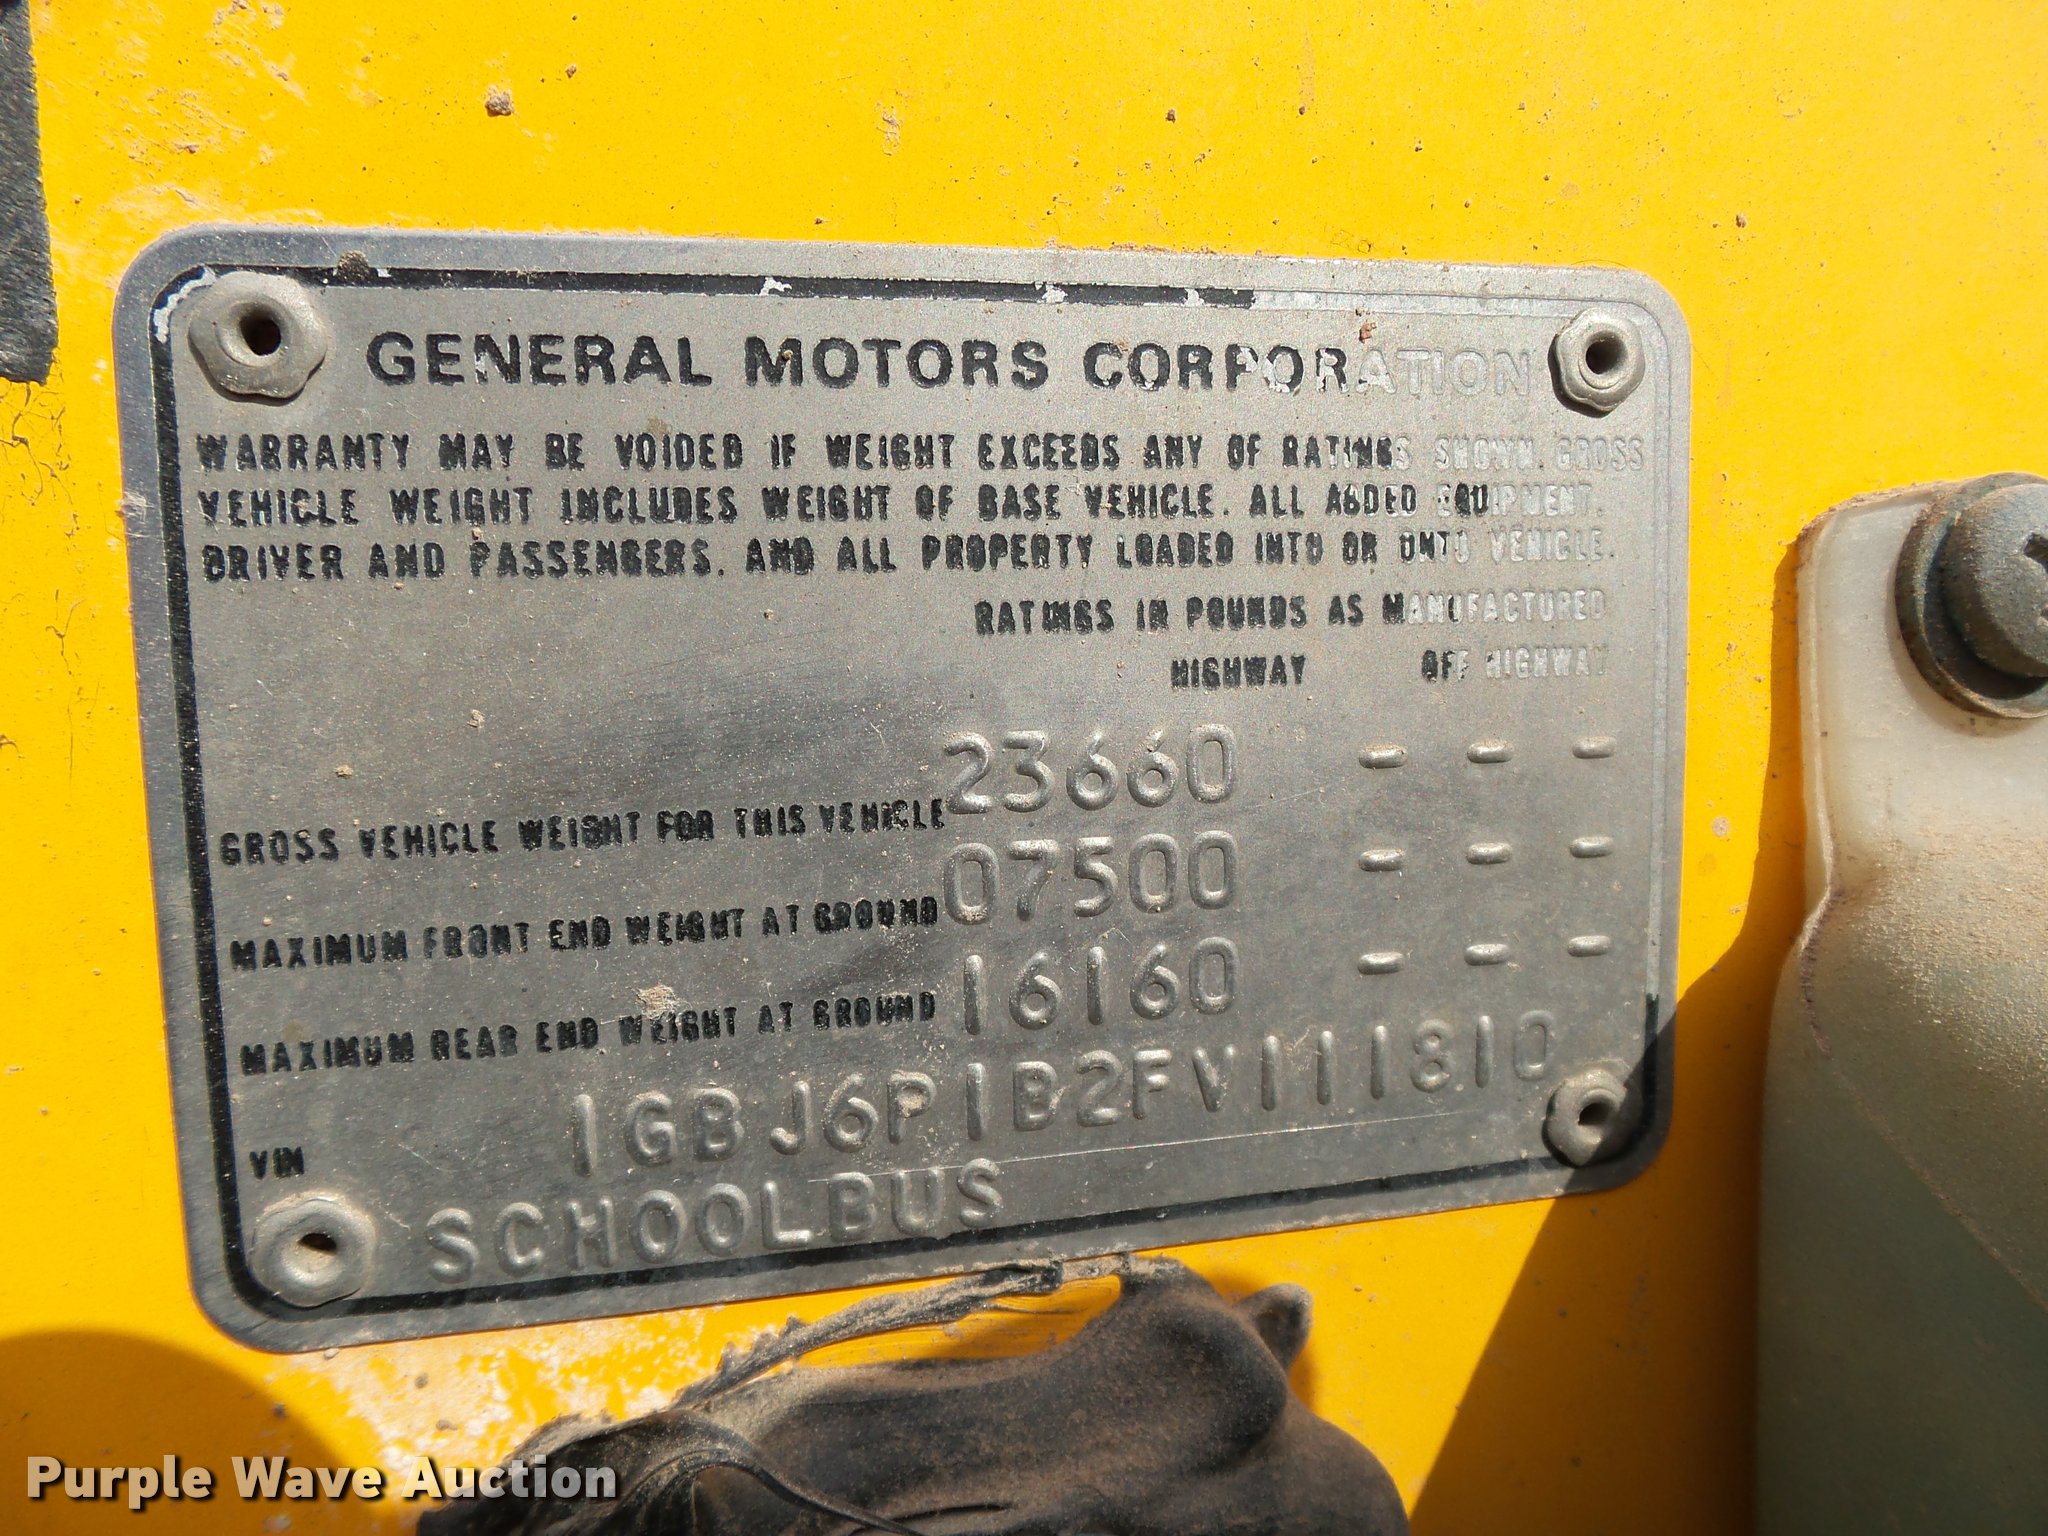 GENERAL MOTORS CORPORATION
WARRANTY MAY BE VOIDED IF WEIGHT EXCEEDS ANY OF RATINGS SHOWN. GROSS
VEHICLE WEIGHT INCLUDES WEIGHT OF BASE VEHICLE. ALL ADDED EQUIPMENT.
DRIVER AND PASSENGERS. AND ALL PROPERTY LOADED INTO OR ONTO VEHICLE.
RATINGS IN POUNDS AS MANUFACTURED
HIGHWAY OFF HIGHWAY
GROSS VEHICLE WEIGHT FOR THIS VEHICLE 23660 - - -
MAXIMUM FRONT END WEIGHT AT GROUND 07500 - - -
MAXIMUM REAR END WEIGHT AT GROUND 16160 - - -
VIN 1GBJ6P1B2FV111810
SCHOOLBUS
Purple Wave Auction